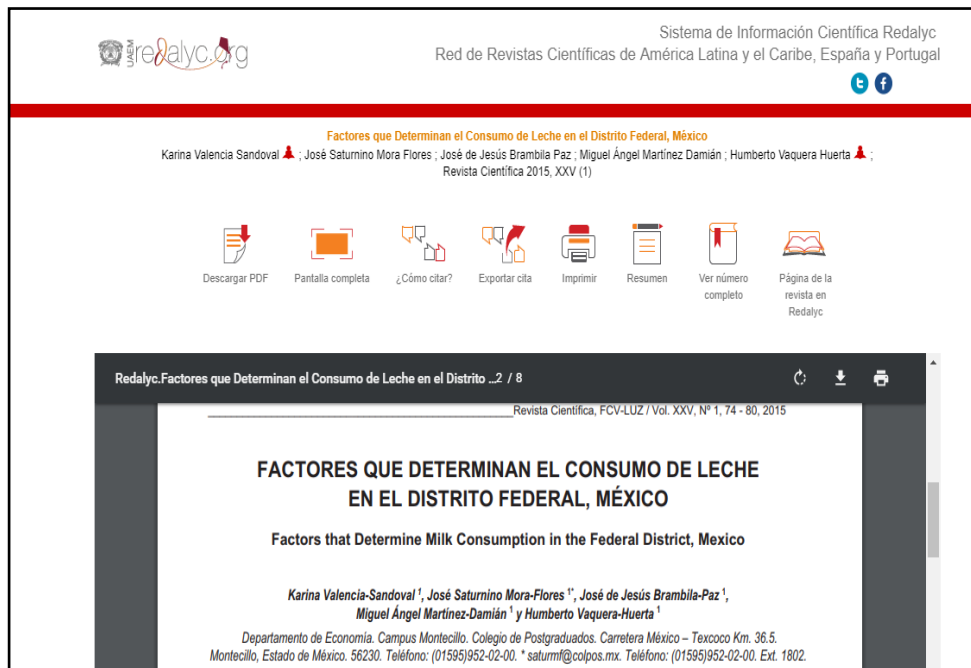 Sistema de Información Científica Redalyc
UAEM redalyc.org
Red de Revistas Científicas de América Latina y el Caribe, España y Portugal
Factores que Determinan el Consumo de Leche en el Distrito Federal, México
Karina Valencia Sandoval ; José Saturnino Mora Flores ; José de Jesús Brambila Paz ; Miguel Ángel Martínez Damián ; Humberto Vaquera Huerta ;
Revista Científica 2015, XXV (1)
Descargar PDF
Pantalla completa
¿Cómo citar?
Exportar cita
Imprimir
Resumen
Ver número
completo
Página de la
revista en
Redalyc
Redalyc.Factores que Determinan el Consumo de Leche en el Distrito ...2 / 8
Revista Científica, FCV-LUZ / Vol. XXV, Nº 1, 74 - 80, 2015
FACTORES QUE DETERMINAN EL CONSUMO DE LECHE
EN EL DISTRITO FEDERAL, MÉXICO
Factors that Determine Milk Consumption in the Federal District, Mexico
Karina Valencia-Sandoval ¹, José Saturnino Mora-Flores ¹*, José de Jesús Brambila-Paz ¹,
Miguel Ángel Martínez-Damián ¹ y Humberto Vaquera-Huerta ¹
Departamento de Economía. Campus Montecillo. Colegio de Postgraduados. Carretera México – Texcoco Km. 36.5.
Montecillo, Estado de México. 56230. Teléfono: (01595)952-02-00. * saturmf@colpos.mx. Teléfono: (01595)952-02-00. Ext. 1802.